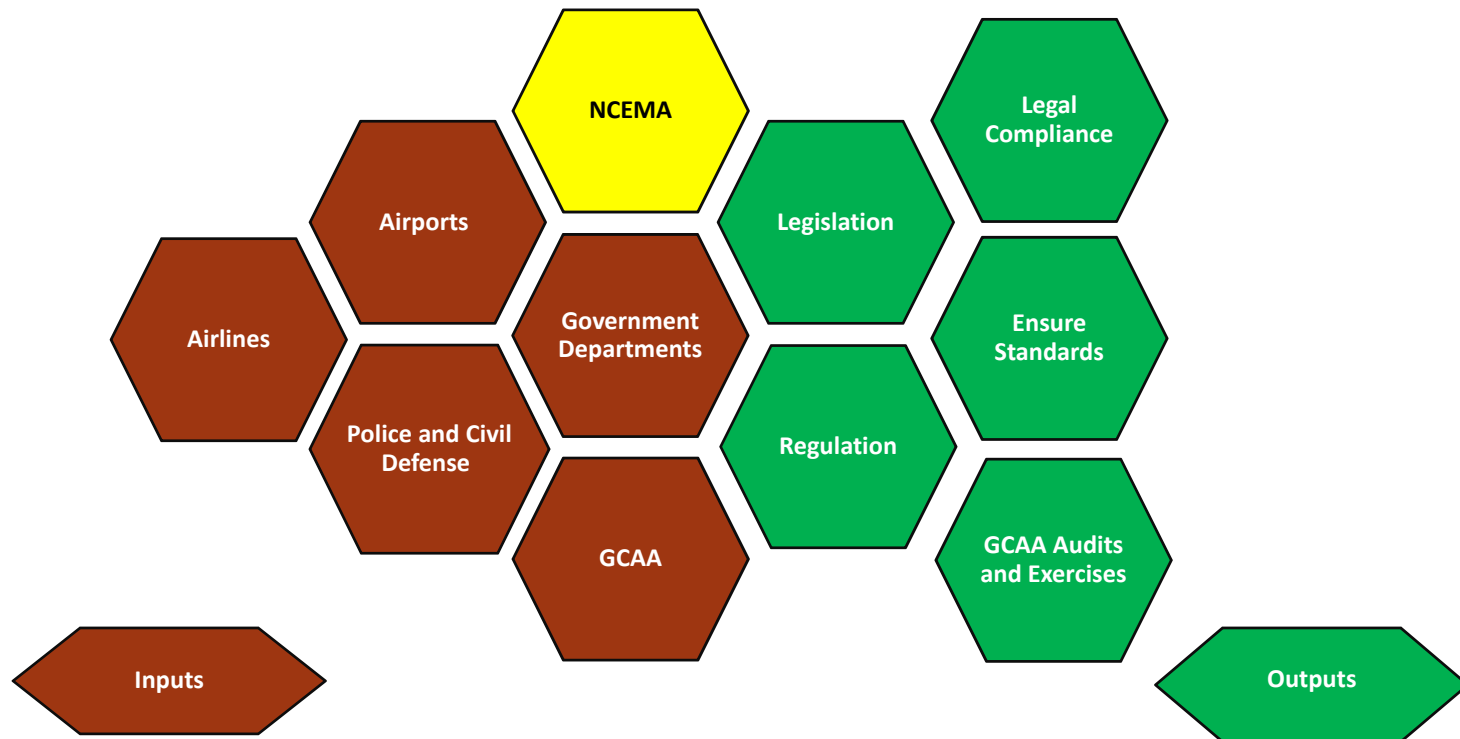 NCEMA
Legal
Compliance
Airports
Legislation
Airlines
Government
Departments
Ensure
Standards
Police and Civil
Defense
Regulation
GCAA
GCAA Audits
and Exercises
Inputs
Outputs